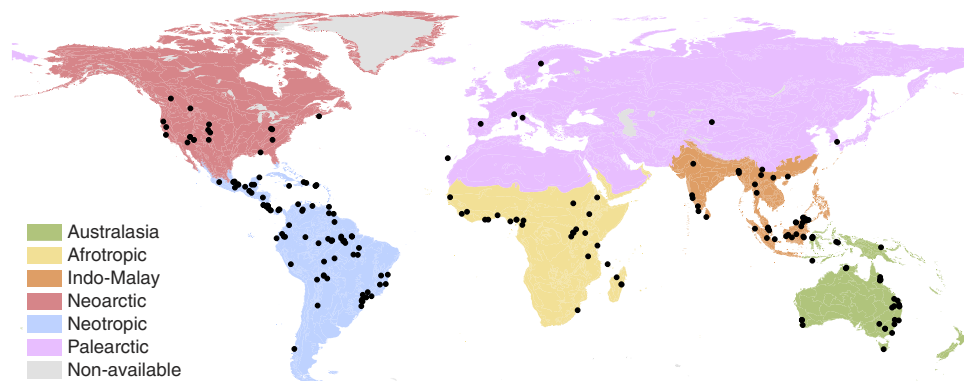 Australasia
Afrotropic
Indo-Malay
Neoarctic
Neotropic
Palearctic
Non-available